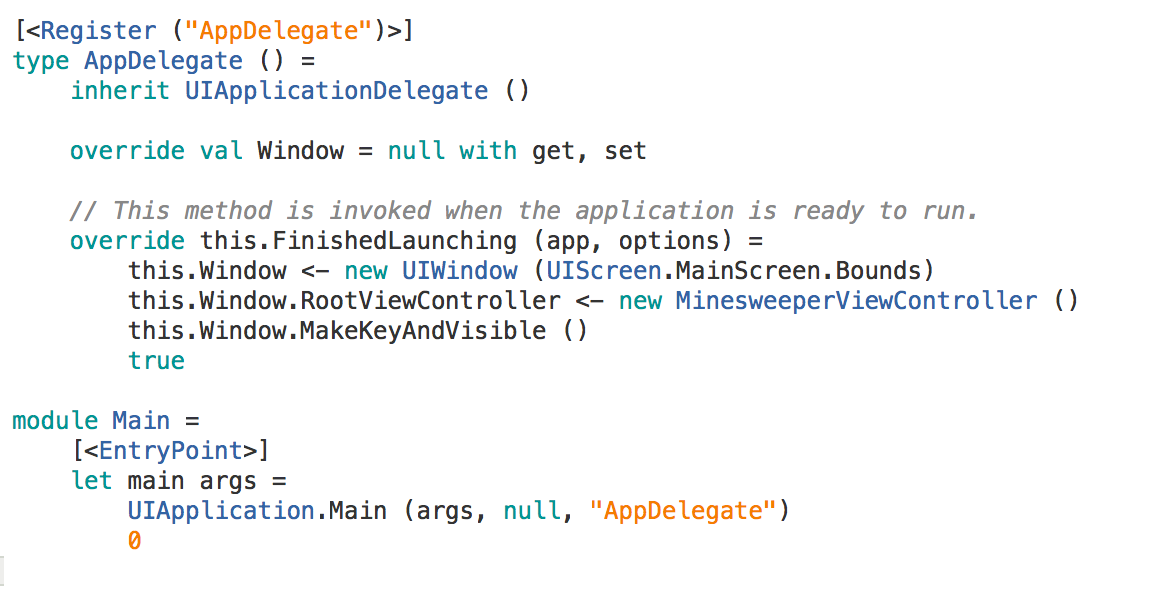 [<Register ("AppDelegate")>]
type AppDelegate () =
    inherit UIApplicationDelegate ()

    override val Window = null with get, set

    // This method is invoked when the application is ready to run.
    override this.FinishedLaunching (app, options) =
        this.Window <- new UIWindow (UIScreen.MainScreen.Bounds)
        this.Window.RootViewController <- new MinesweeperViewController ()
        this.Window.MakeKeyAndVisible ()
        true

module Main =
    [<EntryPoint>]
    let main args =
        UIApplication.Main (args, null, "AppDelegate")
        0